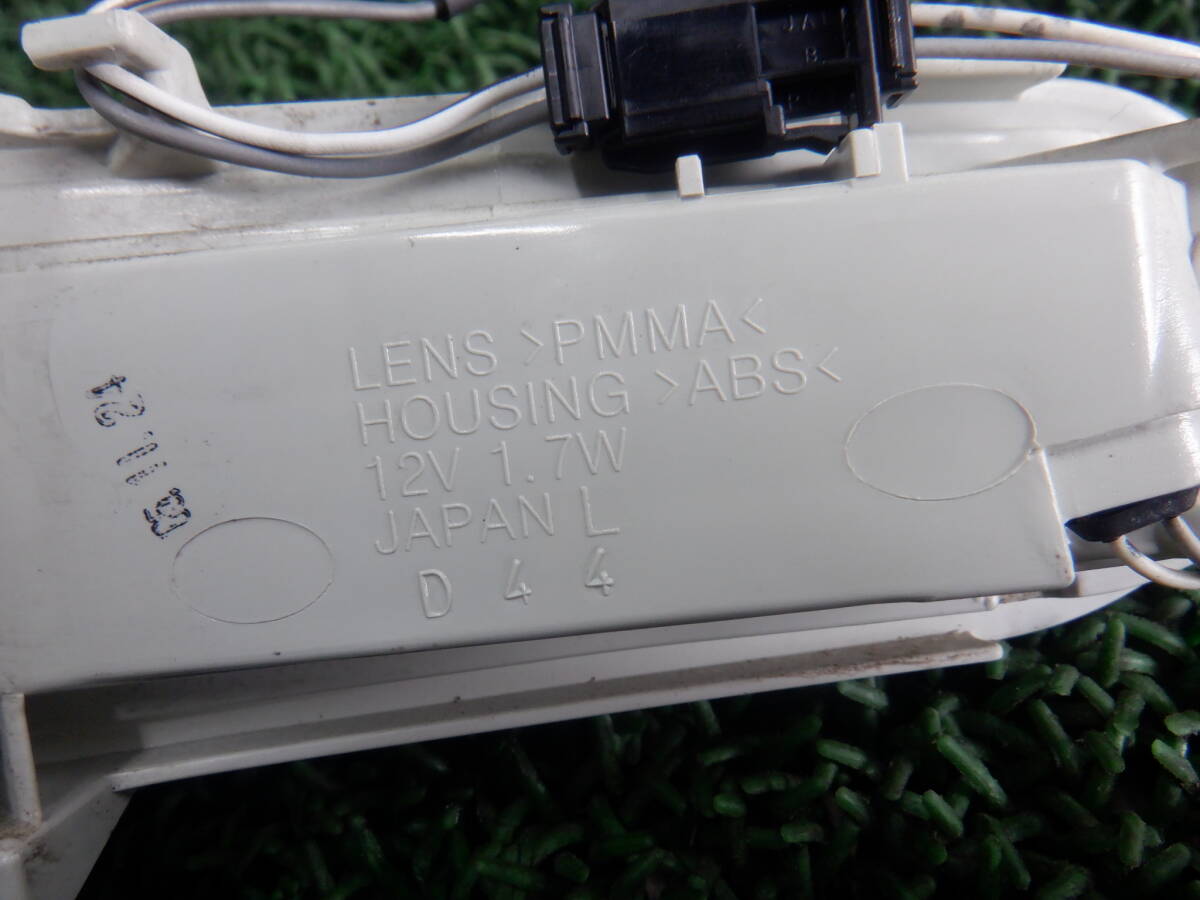 LENS >PMMA<
HOUSING >ABS<
12V 1.7W
JAPAN L
D 4 4